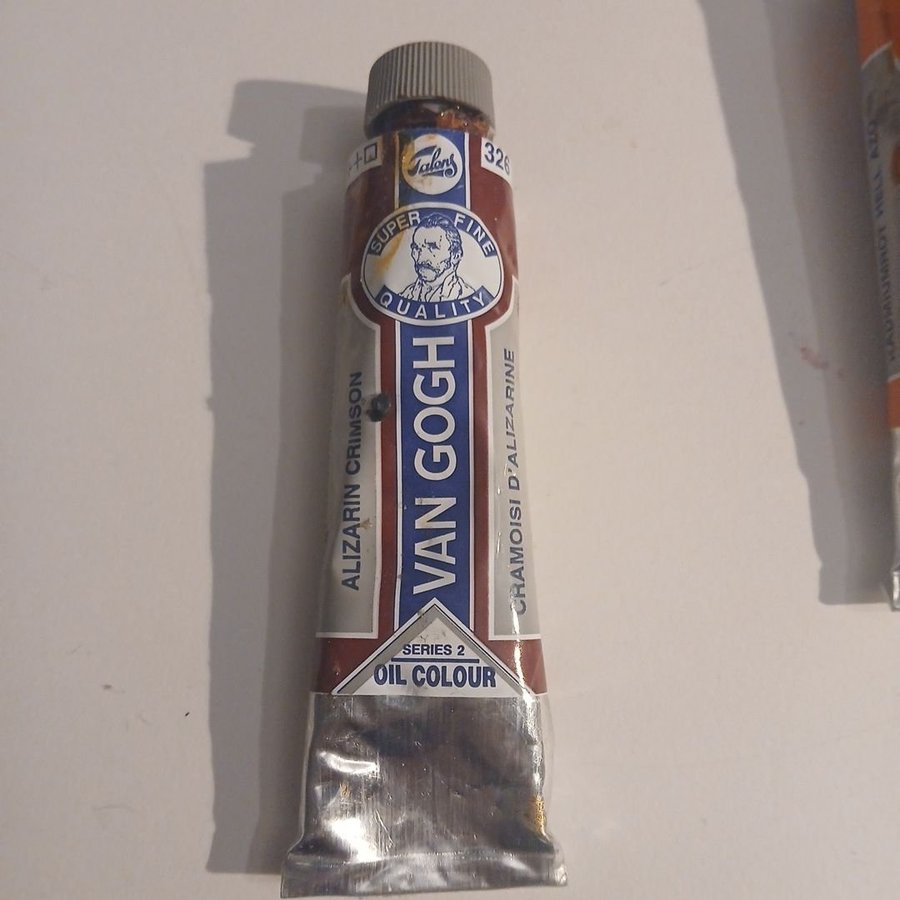 Talens
326
SUPER FINE
QUALITY
VAN GOGH
ALIZARIN CRIMSON
CRAMOISI D'ALIZARINE
SERIES 2
OIL COLOUR